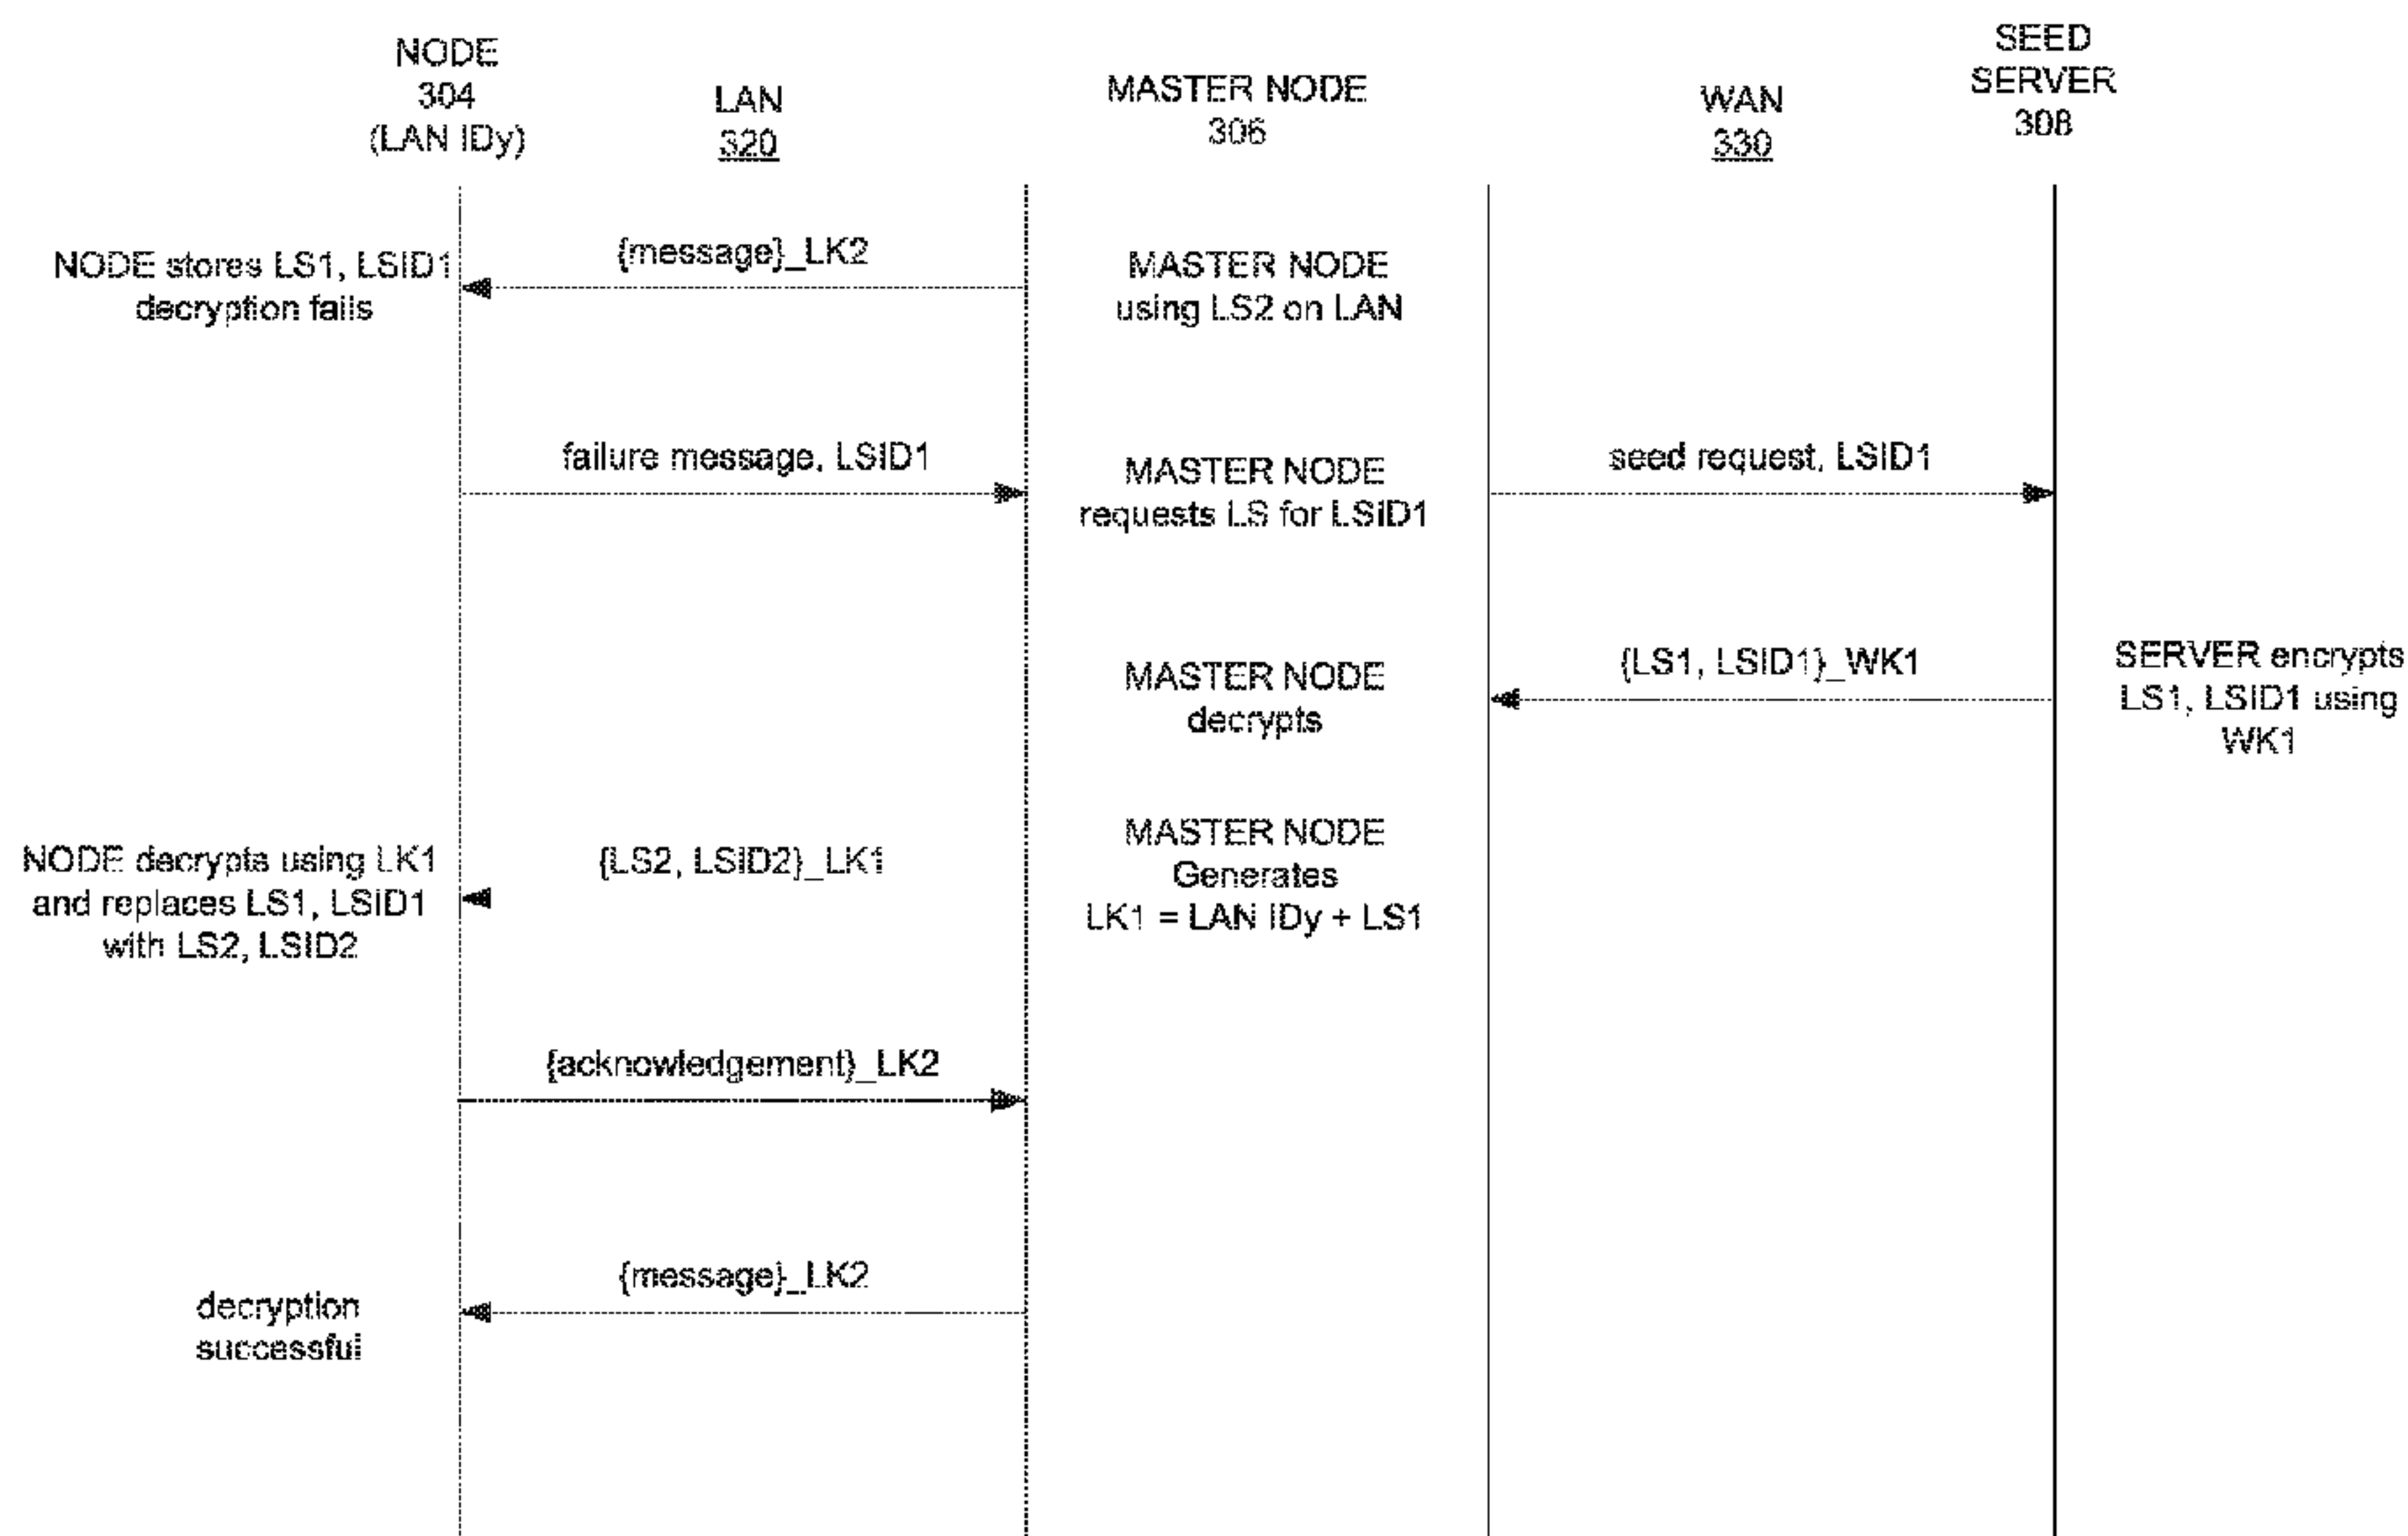 NODE
304
(LAN IDy)
LAN
320
MASTER NODE
306
WAN
330
SEED
SERVER
308
NODE stores LS1, LSID1
decryption fails
{message}_LK2
MASTER NODE
using LS2 on LAN
failure message, LSID1
MASTER NODE
requests LS for LSID1
seed request, LSID1
MASTER NODE
decrypts
{LS1, LSID1}_WK1
SERVER encrypts
LS1, LSID1 using
WK1
NODE decrypts using LK1
and replaces LS1, LSID1
with LS2, LSID2
{LS2, LSID2}_LK1
MASTER NODE
Generates
LK1 = LAN IDy + LS1
{acknowledgement}_LK2
{message}_LK2
decryption
successful